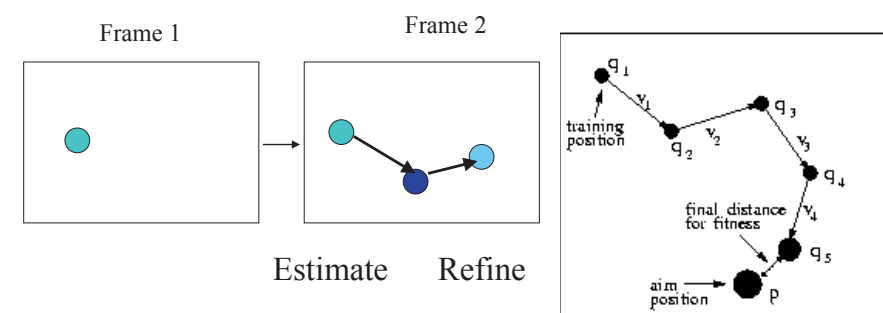 Frame 1
Frame 2
Estimate
Refine
q1
v1
training
position
q2
v2
q3
v3
q4
v4
final distance
for fitness
q5
aim
position
p